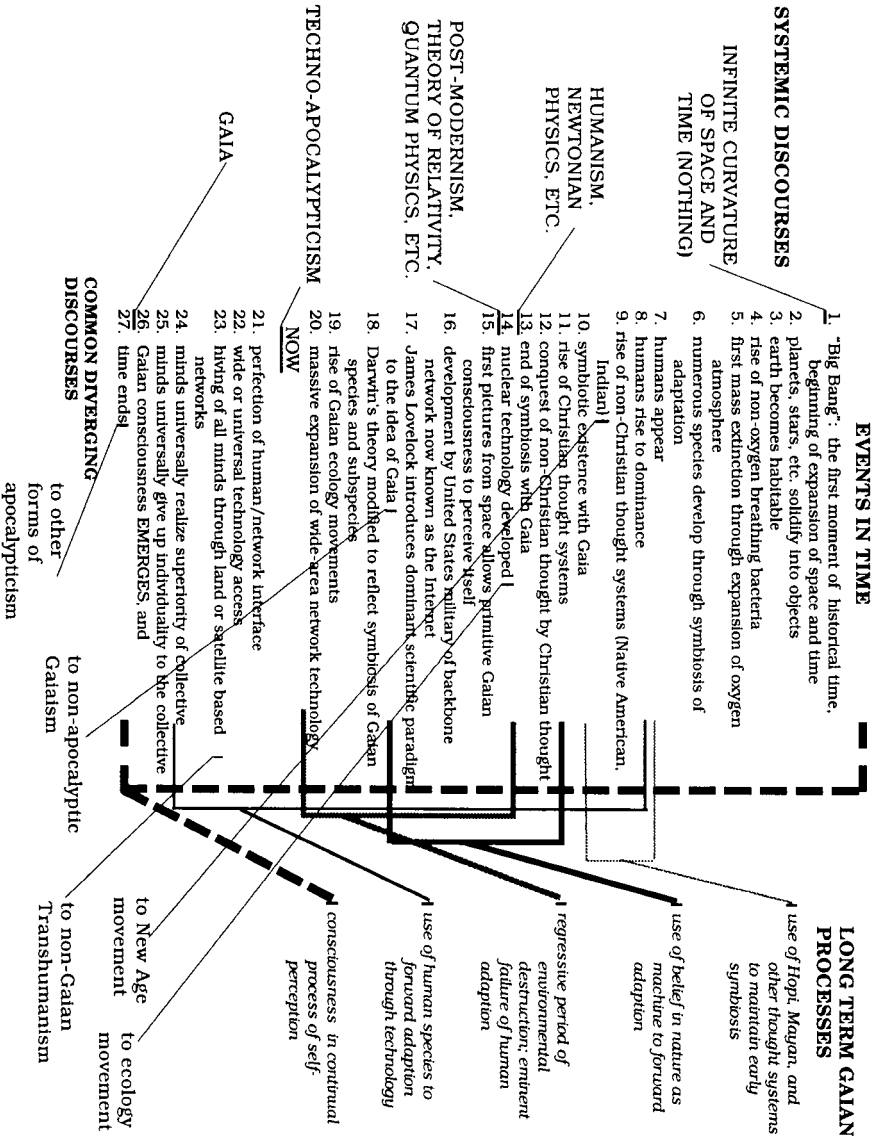 SYSTEMIC DISCOURSES
INFINITE CURVATURE
OF SPACE AND
TIME (NOTHING)
HUMANISM,
NEWTONIAN
PHYSICS, ETC.
POST-MODERNISM,
THEORY OF RELATIVITY,
QUANTUM PHYSICS, ETC.
TECHNO-APOCALYPTICISM
GAIA
EVENTS IN TIME
1. "Big Bang": the first moment of historical time,
beginning of expansion of space and time
2. planets, stars, etc. solidify into objects
3. earth becomes habitable
4. rise of non-oxygen breathing bacteria
5. first mass extinction through expansion of oxygen
atmosphere
6. numerous species develop through symbiosis of
adaptation
7. humans appear
8. humans rise to dominance
9. rise of non-Christian thought systems (Native American,
Indian)
10. symbiotic existence with Gaia
11. rise of Christian thought systems
12. conquest of non-Christian thought by Christian thought
13. end of symbiosis with Gaia
14. nuclear technology developed
15. first pictures from space allows primitive Gaian
consciousness to perceive itself
16. development by United States military of backbone
network now known as the Internet
17. James Lovelock introduces dominant scientific paradigm
to the idea of Gaia
18. Darwin's theory modified to reflect symbiosis of Gaian
species and subspecies
19. rise of Gaian ecology movements
20. massive expansion of wide-area network technology
NOW
21. perfection of human/network interface
22. wide or universal technology access
23. hiving of all minds through land or satellite based
networks
24. minds universally realize superiority of collective
25. minds universally give up individuality to the collective
26 Gaian consciousness EMERGES, and
27. time ends
COMMON DIVERGING
DISCOURSES
to other
forms of
apocalypticism
to non-apocalyptic
Gaiaism
to non-Gaian
Transhumanism
to New Age
movement
to ecology
movement
LONG TERM GAIAN
PROCESSES
use of Hopi, Mayan, and
other thought systems
to maintain early
symbiosis
use of belief in nature as
machine to forward
adaption
regressive period of
environmental
destruction; eminent
failure of human
adaption
use of human species to
forward adaption
through technology
consciousness in continual
process of self-
perception